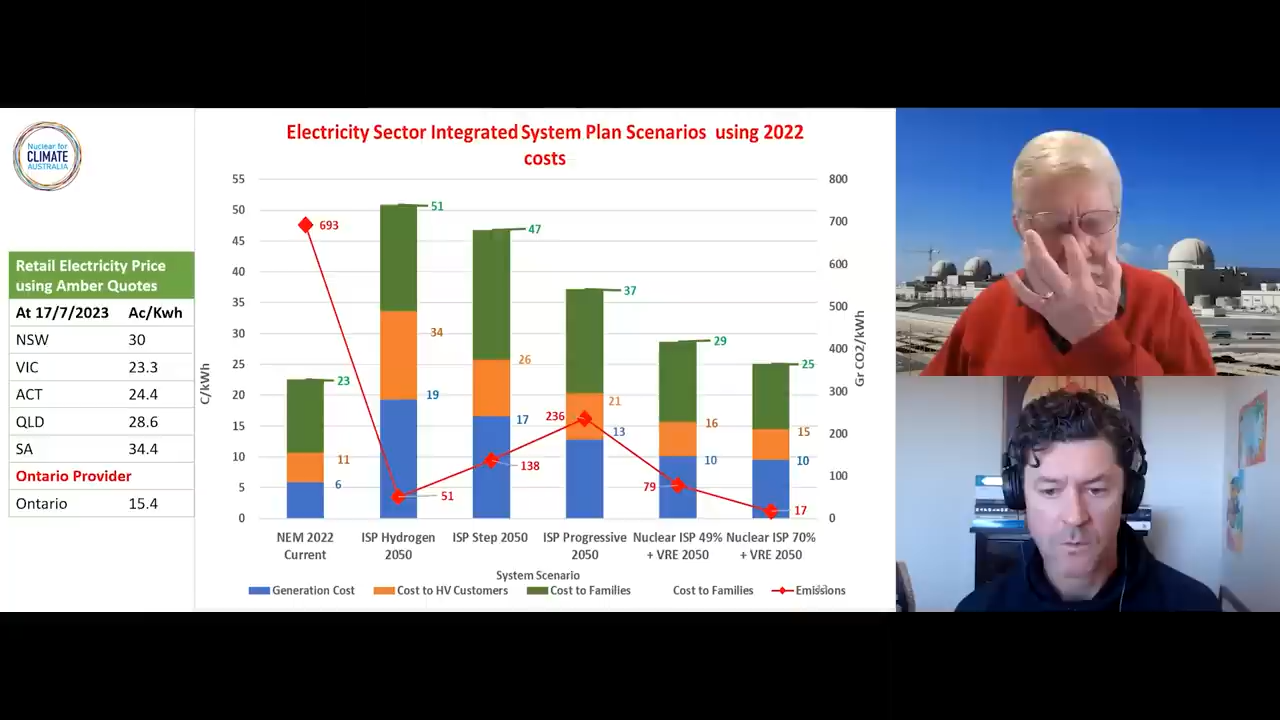 Nuclear for
CLIMATE
AUSTRALIA
Retail Electricity Price
using Amber Quotes
At 17/7/2023 Ac/Kwh
NSW 30
VIC 23.3
ACT 24.4
QLD 28.6
SA 34.4
Ontario Provider
Ontario 15.4
Electricity Sector Integrated System Plan Scenarios using 2022
costs
55
50
45
40
35
30
25
20
15
10
5
0
C/kWh
800
700
600
500
400
300
200
100
0
Gr CO2/kWh
693
23
11
6
51
34
19
51
47
26
17
138
37
21
236
13
29
16
10
79
25
15
10
17
NEM 2022
Current
ISP Hydrogen
2050
ISP Step 2050
ISP Progressive
2050
Nuclear ISP 49%
+ VRE 2050
Nuclear ISP 70%
+ VRE 2050
System Scenario
Generation Cost Cost to HV Customers Cost to Families Cost to Families Emissions